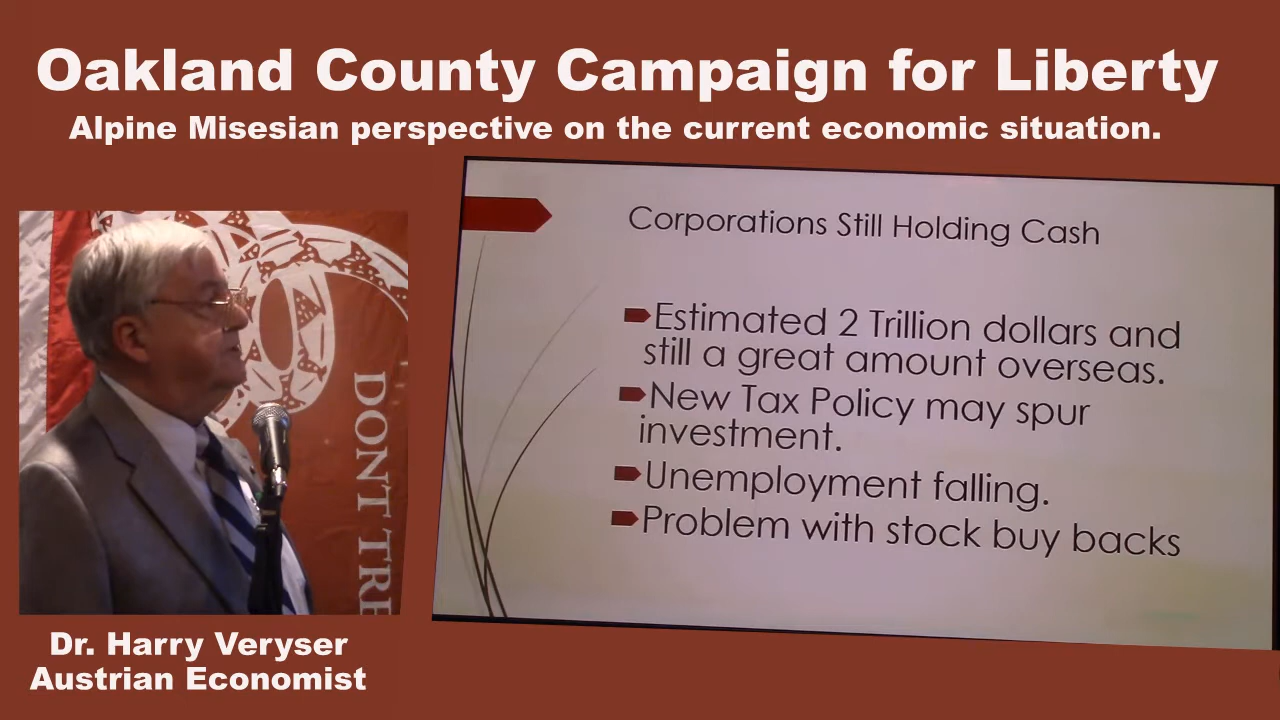 Oakland County Campaign for Liberty
Alpine Misesian perspective on the current economic situation.
Corporations Still Holding Cash
Estimated 2 Trillion dollars and
still a great amount overseas.
New Tax Policy may spur
investment.
Unemployment falling.
Problem with stock buy backs
DONT TRE
Dr. Harry Veryser
Austrian Economist